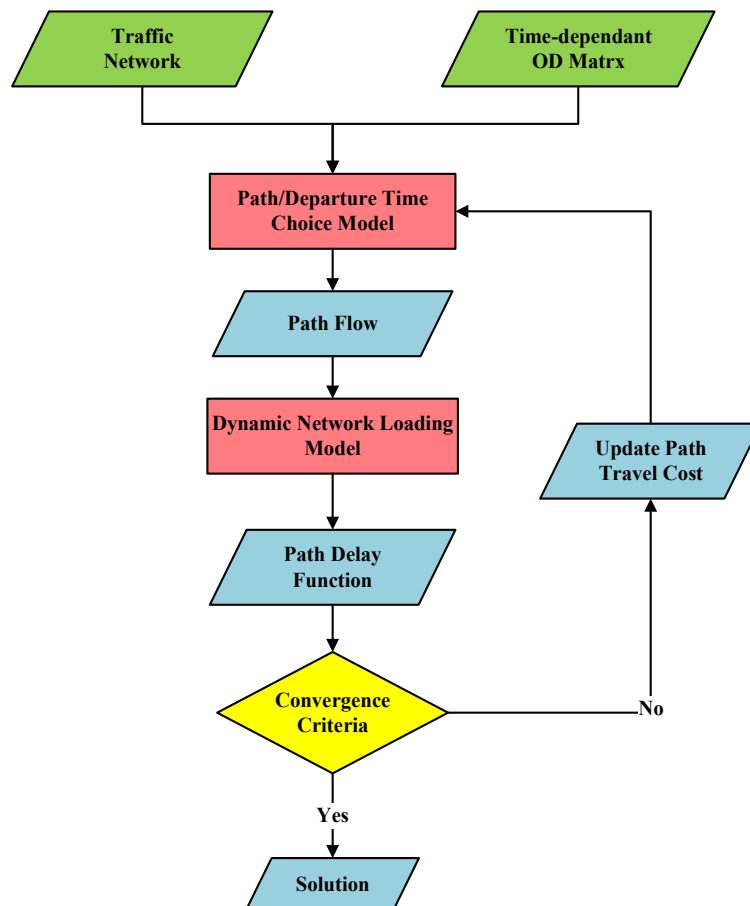 Traffic
Network
Time-dependant
OD Matrx
Path/Departure Time
Choice Model
Path Flow
Dynamic Network Loading
Model
Update Path
Travel Cost
Path Delay
Function
Convergence
Criteria
No
Yes
Solution